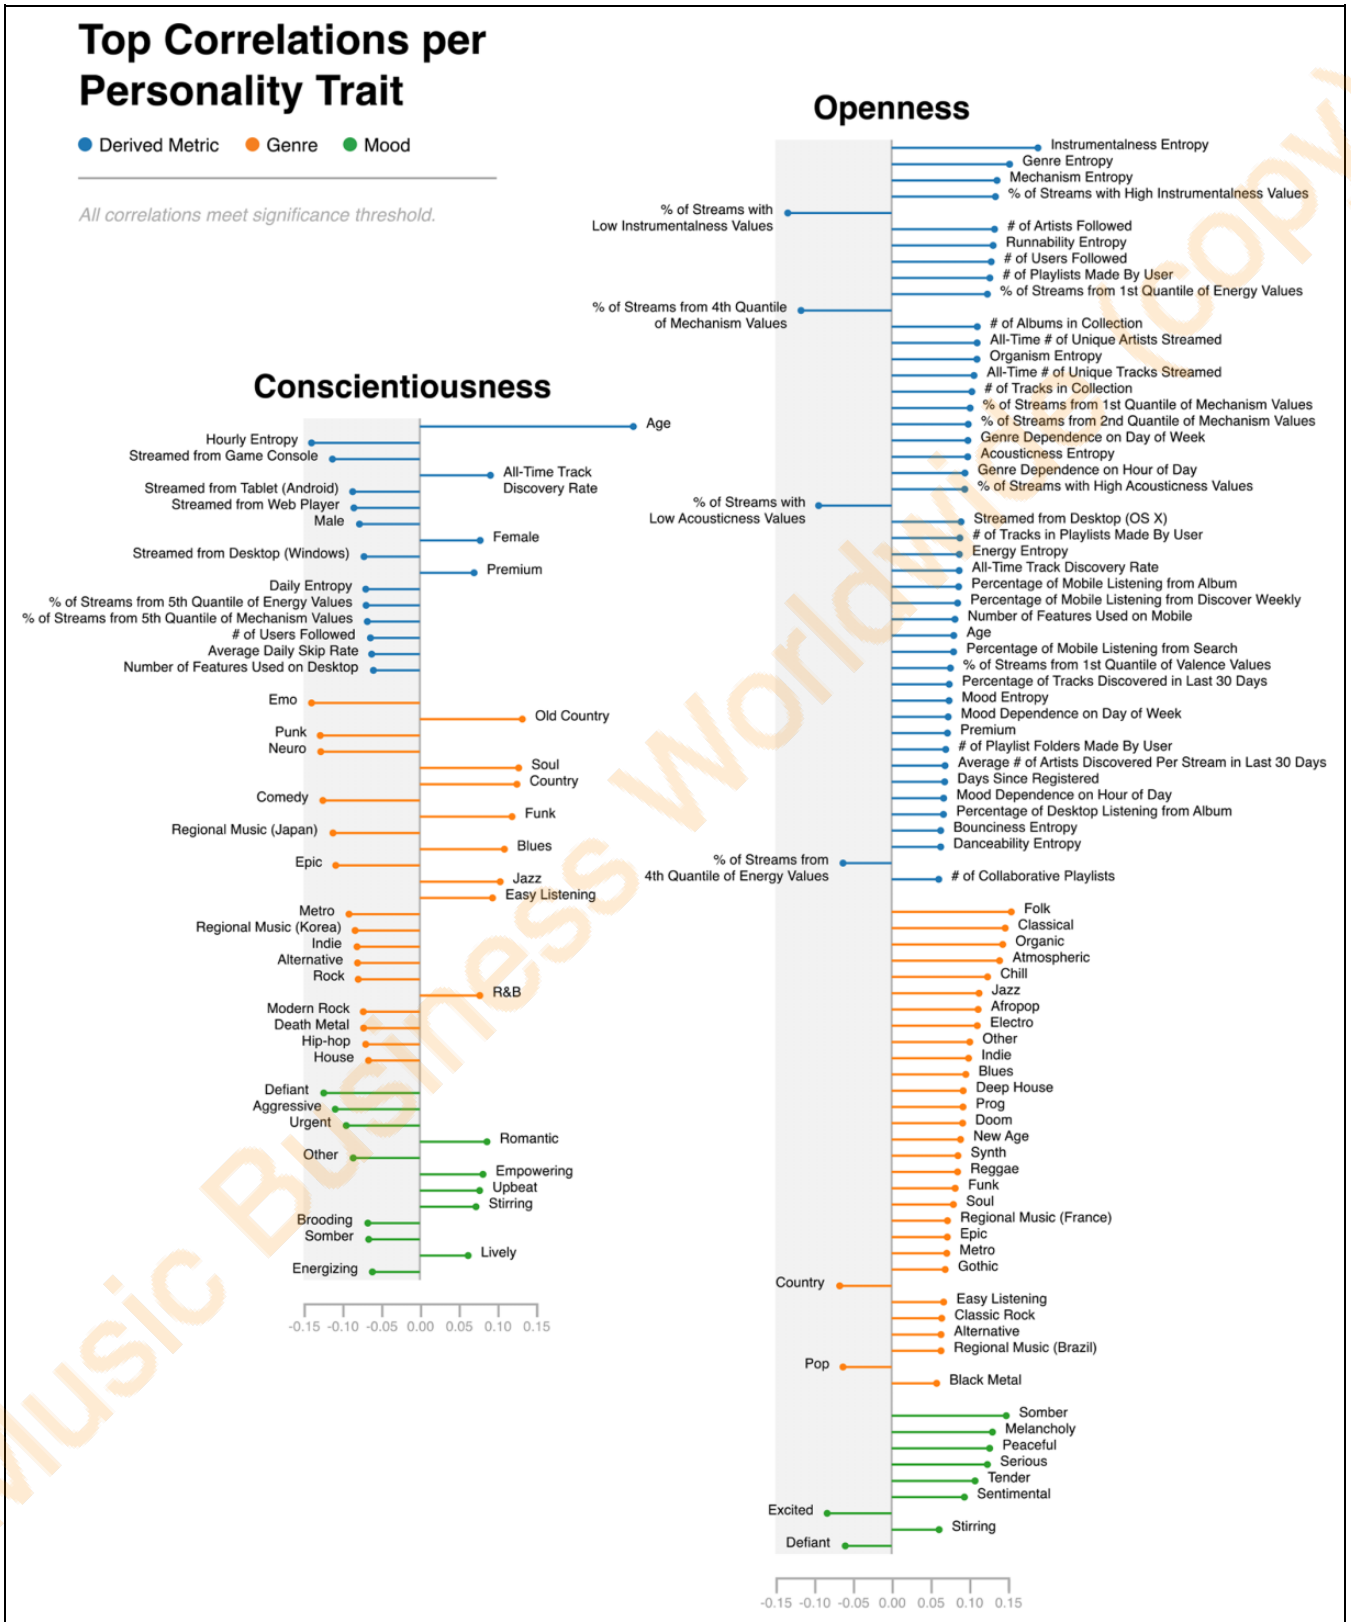 Top Correlations per
Personality Trait
Derived Metric
Genre
Mood
All correlations meet significance threshold.
Conscientiousness
Age
Hourly Entropy
Streamed from Game Console
All-Time Track
Discovery Rate
Streamed from Tablet (Android)
Streamed from Web Player
Male
Female
Streamed from Desktop (Windows)
Premium
Daily Entropy
% of Streams from 5th Quantile of Energy Values
% of Streams from 5th Quantile of Mechanism Values
# of Users Followed
Average Daily Skip Rate
Number of Features Used on Desktop
Emo
Old Country
Punk
Neuro
Soul
Country
Comedy
Funk
Regional Music (Japan)
Blues
Epic
Jazz
Easy Listening
Metro
Regional Music (Korea)
Indie
Alternative
Rock
R&B
Modern Rock
Death Metal
Hip-hop
House
Defiant
Aggressive
Urgent
Romantic
Other
Empowering
Upbeat
Stirring
Brooding
Somber
Lively
Energizing
-0.15 -0.10 -0.05 0.00 0.05 0.10 0.15
Openness
Instrumentalness Entropy
Genre Entropy
Mechanism Entropy
% of Streams with High Instrumentalness Values
% of Streams with
Low Instrumentalness Values
# of Artists Followed
Runnability Entropy
# of Users Followed
# of Playlists Made By User
% of Streams from 1st Quantile of Energy Values
% of Streams from 4th Quantile
of Mechanism Values
# of Albums in Collection
All-Time # of Unique Artists Streamed
Organism Entropy
All-Time # of Unique Tracks Streamed
# of Tracks in Collection
% of Streams from 1st Quantile of Mechanism Values
% of Streams from 2nd Quantile of Mechanism Values
Genre Dependence on Day of Week
Acousticness Entropy
Genre Dependence on Hour of Day
% of Streams with High Acousticness Values
% of Streams with
Low Acousticness Values
Streamed from Desktop (OS X)
# of Tracks in Playlists Made By User
Energy Entropy
All-Time Track Discovery Rate
Percentage of Mobile Listening from Album
Percentage of Mobile Listening from Discover Weekly
Number of Features Used on Mobile
Age
Percentage of Mobile Listening from Search
% of Streams from 1st Quantile of Valence Values
Percentage of Tracks Discovered in Last 30 Days
Mood Entropy
Mood Dependence on Day of Week
Premium
# of Playlist Folders Made By User
Average # of Artists Discovered Per Stream in Last 30 Days
Days Since Registered
Mood Dependence on Hour of Day
Percentage of Desktop Listening from Album
Bounciness Entropy
Danceability Entropy
% of Streams from
4th Quantile of Energy Values
# of Collaborative Playlists
Folk
Classical
Organic
Atmospheric
Chill
Jazz
Afropop
Electro
Other
Indie
Blues
Deep House
Prog
Doom
New Age
Synth
Reggae
Funk
Soul
Regional Music (France)
Epic
Metro
Gothic
Country
Easy Listening
Classic Rock
Alternative
Regional Music (Brazil)
Pop
Black Metal
Somber
Melancholy
Peaceful
Serious
Tender
Sentimental
Excited
Stirring
Defiant
-0.15 -0.10 -0.05 0.00 0.05 0.10 0.15
Music Business Worldwide (copy)